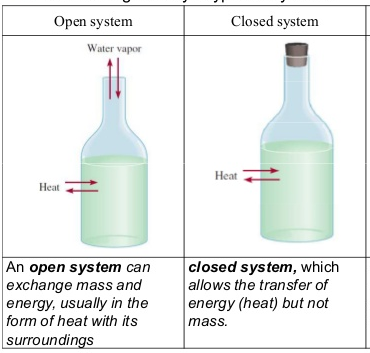 Open system
Closed system
Water vapor
Heat
Heat
An open system can
exchange mass and
energy, usually in the
form of heat with its
surroundings
closed system, which
allows the transfer of
energy (heat) but not
mass.